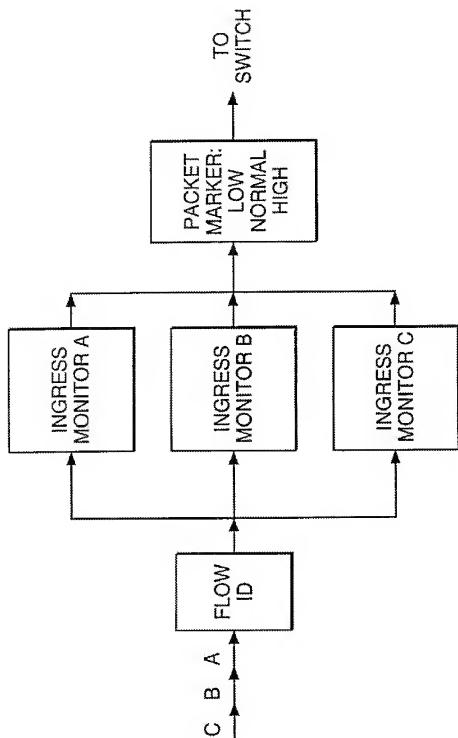 C B A
FLOW
ID
INGRESS
MONITOR A
INGRESS
MONITOR B
INGRESS
MONITOR C
PACKET
MARKER:
LOW
NORMAL
HIGH
TO
SWITCH